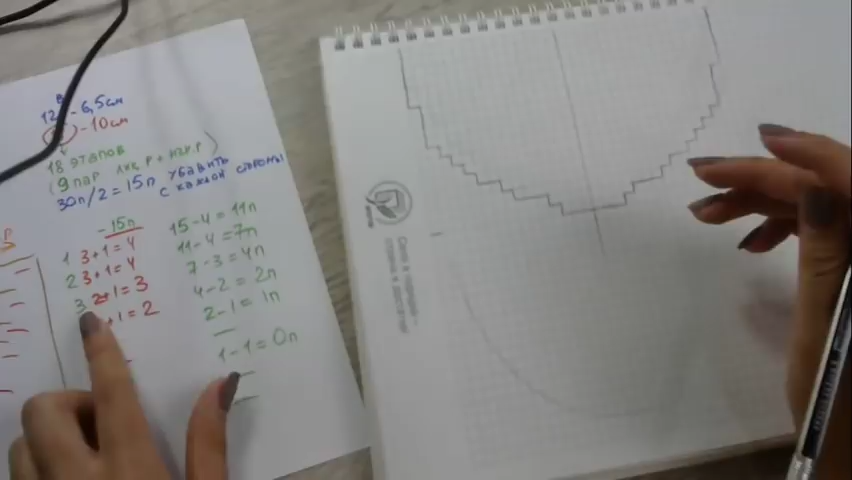 - 6,5см
- 10см
18 этапов
(9 пар лиц.р + изн.р)
30п/2 = 15п убавить
с каждой стороны
- 15п
1 3+1=4
2 3+1=4
3 2+1=3
+1=2
15-4=11п
11-4=7п
7-3=4п
4-2=2п
2-1=1п
1-1=0п